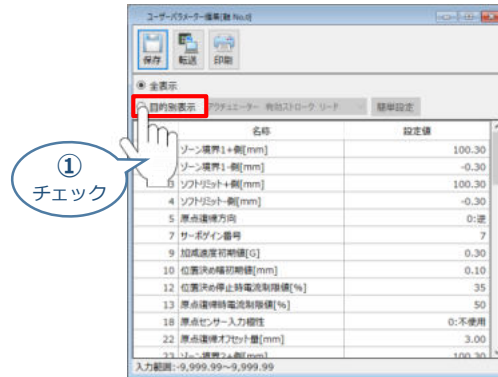 ユーザパラメーター編集[軸 No.0]
保存 転送 印刷
全表示
目的別表示 アクチュエーター 有効ストローク リード 簡単設定
名称 設定値
ゾーン境界1+側[mm] 100.30
ゾーン境界1-側[mm] -0.30
3 ソフトリミット+側[mm] 100.30
4 ソフトリミット-側[mm] -0.30
5 原点復帰方向 0:逆
7 サーボゲイン番号 7
9 加減速度初期値[G] 0.30
10 位置決め幅初期値[mm] 0.10
12 位置決め停止時電流制限値[%] 35
13 原点復帰時電流制限値[%] 50
18 原点センサー入力極性 0:不使用
22 原点復帰オフセット量[mm] 3.00
23 ゾーン境界2+側[mm] 100.30
入力範囲:-9,999.99~9,999.99
①
チェック